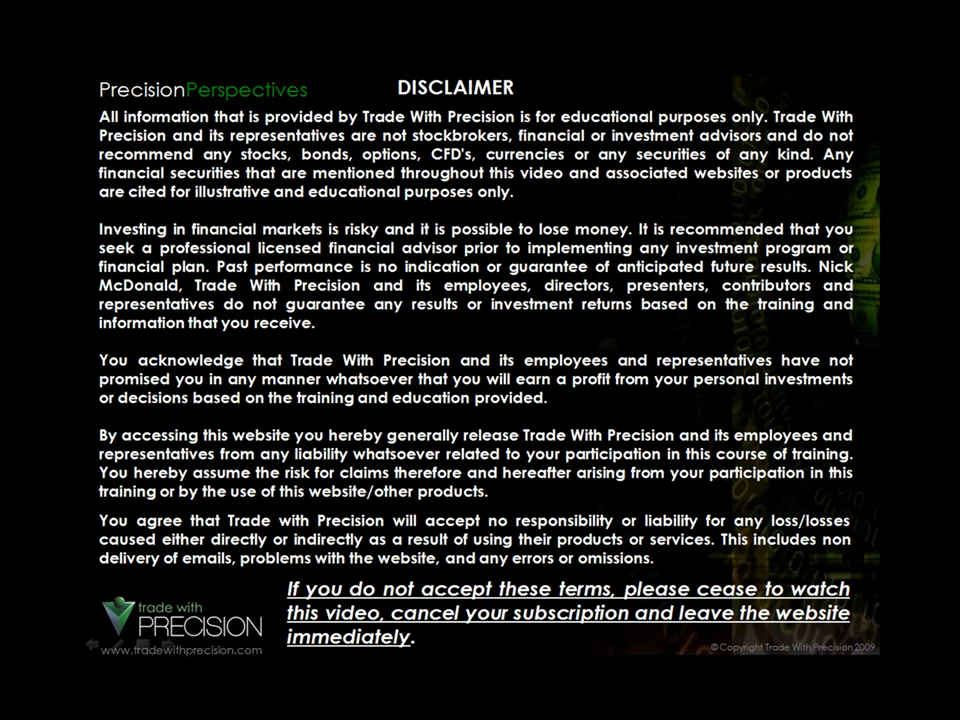 PrecisionPerspectives
DISCLAIMER
All information that is provided by Trade With Precision is for educational purposes only. Trade With
Precision and its representatives are not stockbrokers, financial or investment advisors and do not
recommend any stocks, bonds, options, CFD's, currencies or any securities of any kind. Any
financial securities that are mentioned throughout this video and associated websites or products
are cited for illustrative and educational purposes only.
Investing in financial markets is risky and it is possible to lose money. It is recommended that you
seek a professional licensed financial advisor prior to implementing any investment program or
financial plan. Past performance is no indication or guarantee of anticipated future results. Nick
McDonald, Trade With Precision and its employees, directors, presenters, contributors and
representatives do not guarantee any results or investment returns based on the training and
information that you receive.
You acknowledge that Trade With Precision and its employees and representatives have not
promised you in any manner whatsoever that you will earn a profit from your personal investments
or decisions based on the training and education provided.
By accessing this website you hereby generally release Trade With Precision and its employees and
representatives from any liability whatsoever related to your participation in this course of training.
You hereby assume the risk for claims therefore and hereafter arising from your participation in this
training or by the use of this website/other products.
You agree that Trade with Precision will accept no responsibility or liability for any loss/losses
caused either directly or indirectly as a result of using their products or services. This includes non
delivery of emails, problems with the website, and any errors or omissions.
If you do not accept these terms, please cease to watch
this video, cancel your subscription and leave the website
immediately.
trade with
PRECISION
www.tradewithprecision.com
© Copyright Trade With Precision 2009